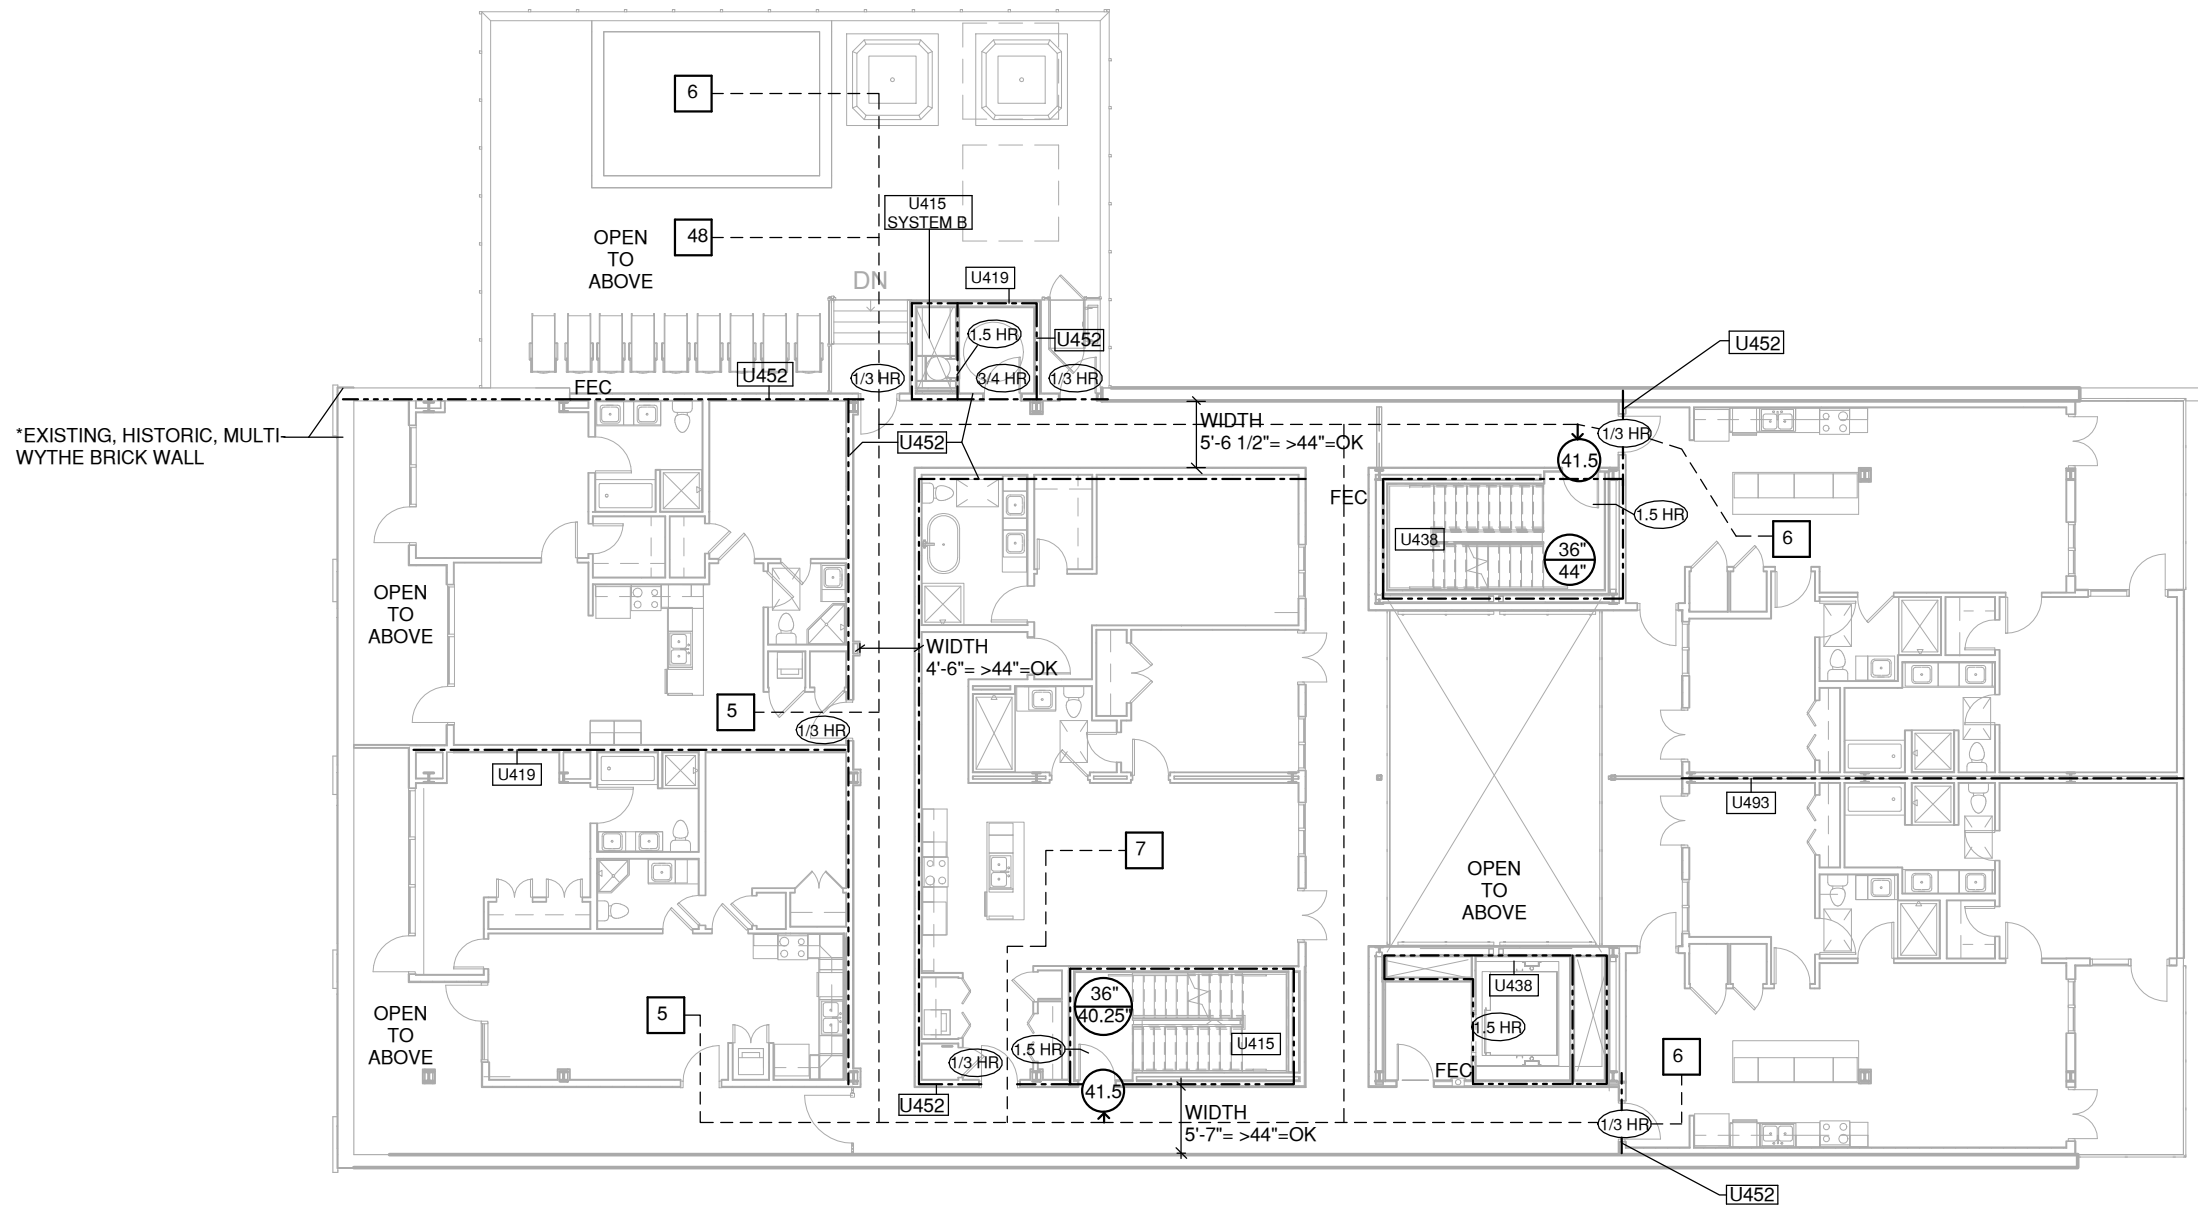 6
U415
SYSTEM B
48
OPEN
TO
ABOVE
DN
U419
1.5 HR
U452
U452
FEC
U452
1/3 HR
3/4 HR
1/3 HR
*EXISTING, HISTORIC, MULTI-
WYTHE BRICK WALL
U452
WIDTH
5'-6 1/2"= >44"=OK
1/3 HR
41.5
FEC
1.5 HR
U438
36"
44"
6
OPEN
TO
ABOVE
WIDTH
4'-6"= >44"=OK
5
1/3 HR
U419
U493
7
OPEN
TO
ABOVE
36"
40.25"
U438
5
OPEN
TO
ABOVE
1.5 HR
1.5 HR
U415
1/3 HR
FEC
6
U452
41.5
WIDTH
5'-7"= >44"=OK
1/3 HR
U452